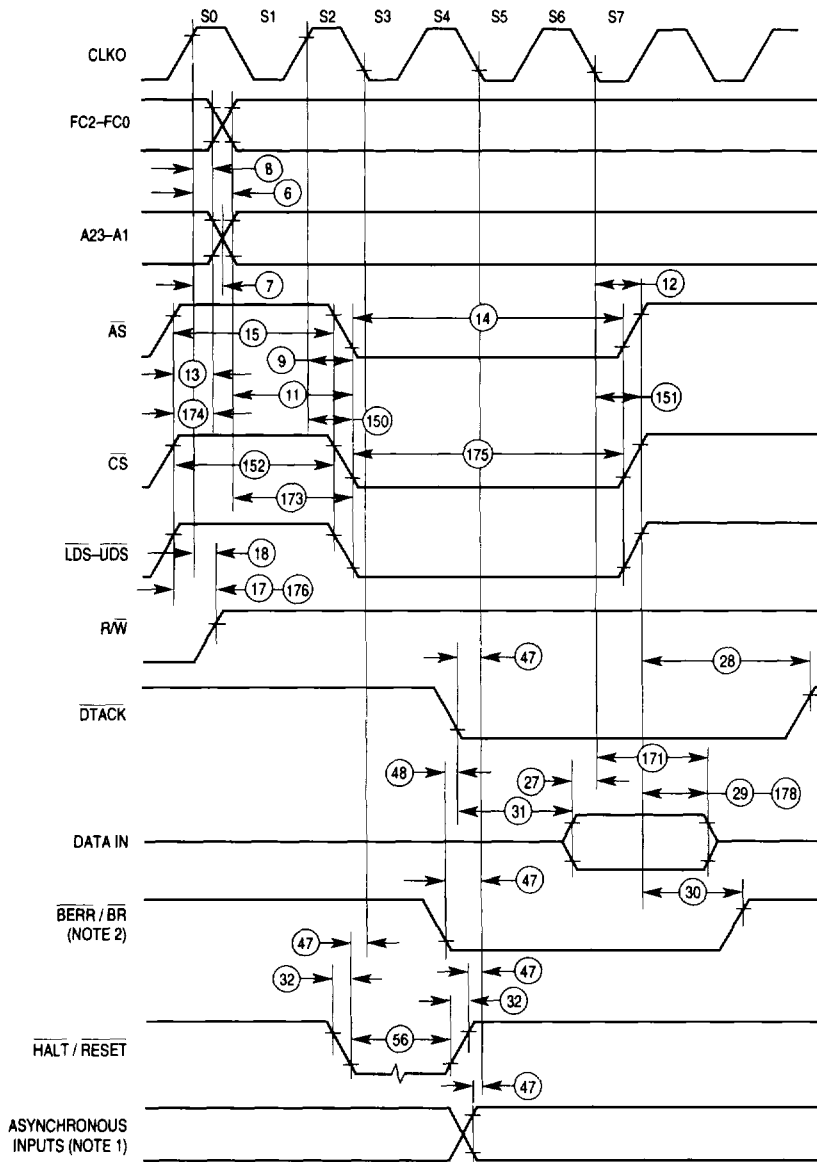 S0 S1 S2 S3 S4 S5 S6 S7
CLKO
FC2–FC0
8
6
A23–A1
7
12
AS
15
14
9
13
11
151
174
150
CS
152
175
173
LDS–UDS
18
17 176
R/W
47
28
DTACK
171
48
27
29 178
31
DATA IN
47
30
BERR / BR
(NOTE 2)
47
47
32
32
HALT / RESET
56
47
ASYNCHRONOUS
INPUTS (NOTE 1)